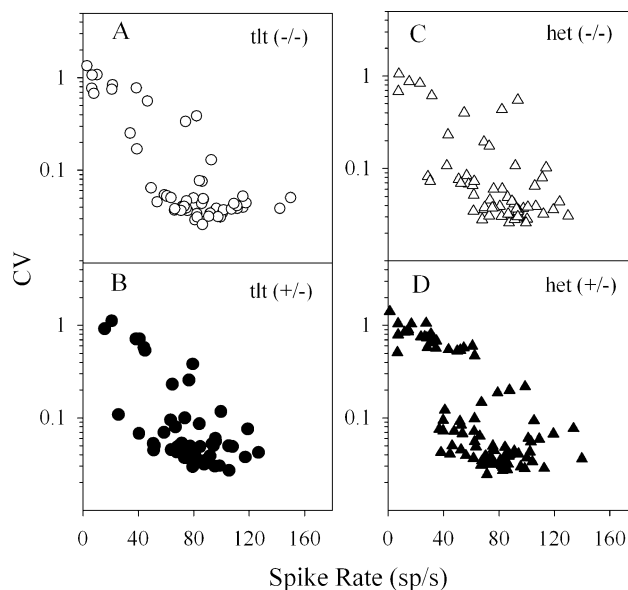 A
tlt (-/-)
C
het (-/-)
1
1
0.1
0.1
B
tlt (+/-)
D
het (+/-)
1
1
0.1
0.1
CV
0 40 80 120 160
0 40 80 120 160
Spike Rate (sp/s)